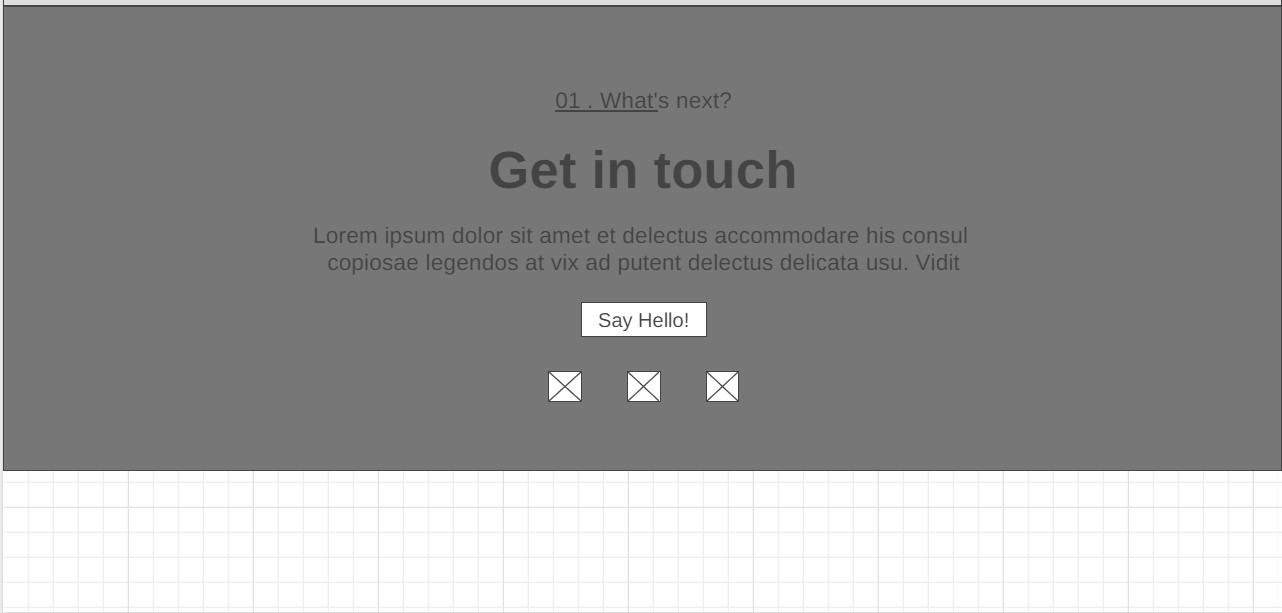 01 . What's next?
Get in touch
Lorem ipsum dolor sit amet et delectus accommodare his consul
copiosae legendos at vix ad putent delectus delicata usu. Vidit
Say Hello!